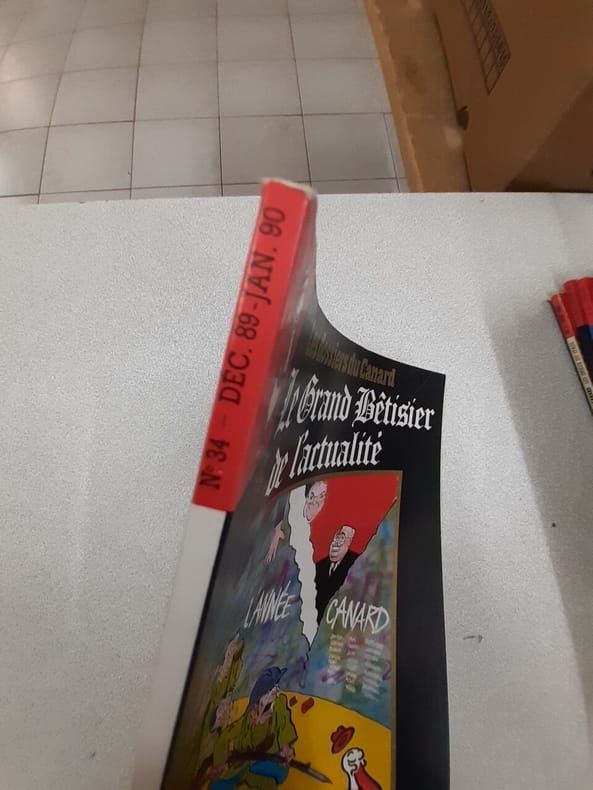 N° 34 - DEC. 89-JAN. 90
Les dossiers du Canard
Le Grand Bêtisier
de l'actualité
L'ANNÉE CANARD